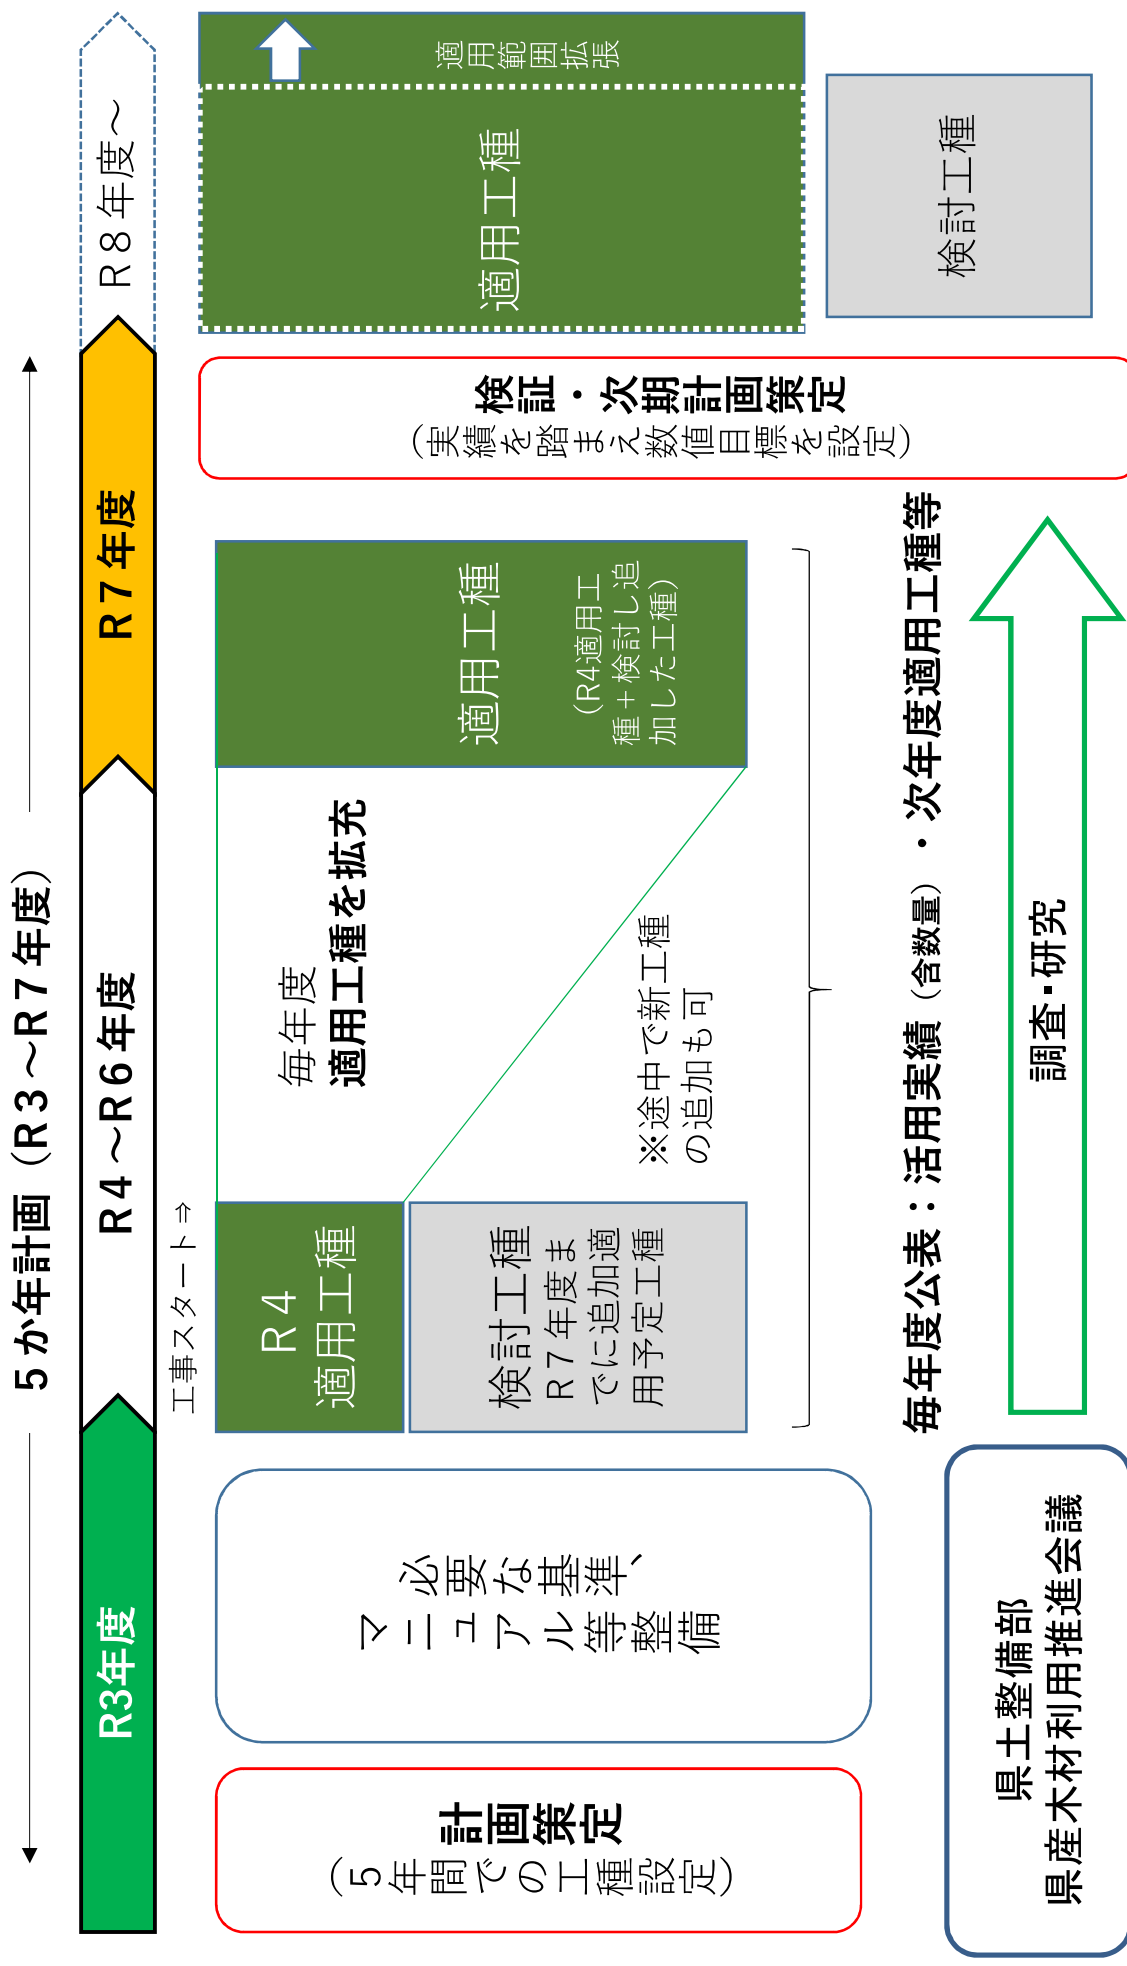 5か年計画（R3～R7年度）
R3年度
R4～R6年度
R7年度
R8年度～
工事スタート⇒
計画策定
（5年間での工種設定）
必要な基準、
マニュアル等整備
R4
適用工種
検討工種
R7年度ま
でに追加適
用予定工種
毎年度
適用工種を拡充
※途中で新工種
の追加も可
適用工種
（R4適用工
種＋検討し追
加した工種）
検証・次期計画策定
（実績を踏まえ数値目標を設定）
適用範囲拡張
適用工種
検討工種
毎年度公表：活用実績（含数量）・次年度適用工種等
県土整備部
県産木材利用推進会議
調査・研究